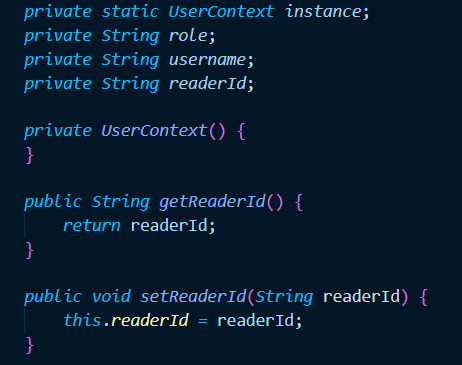 private static UserContext instance;
private String role;
private String username;
private String readerId;
private UserContext() {
}
public String getReaderId() {
return readerId;
}
public void setReaderId(String readerId) {
this.readerId = readerId;
}